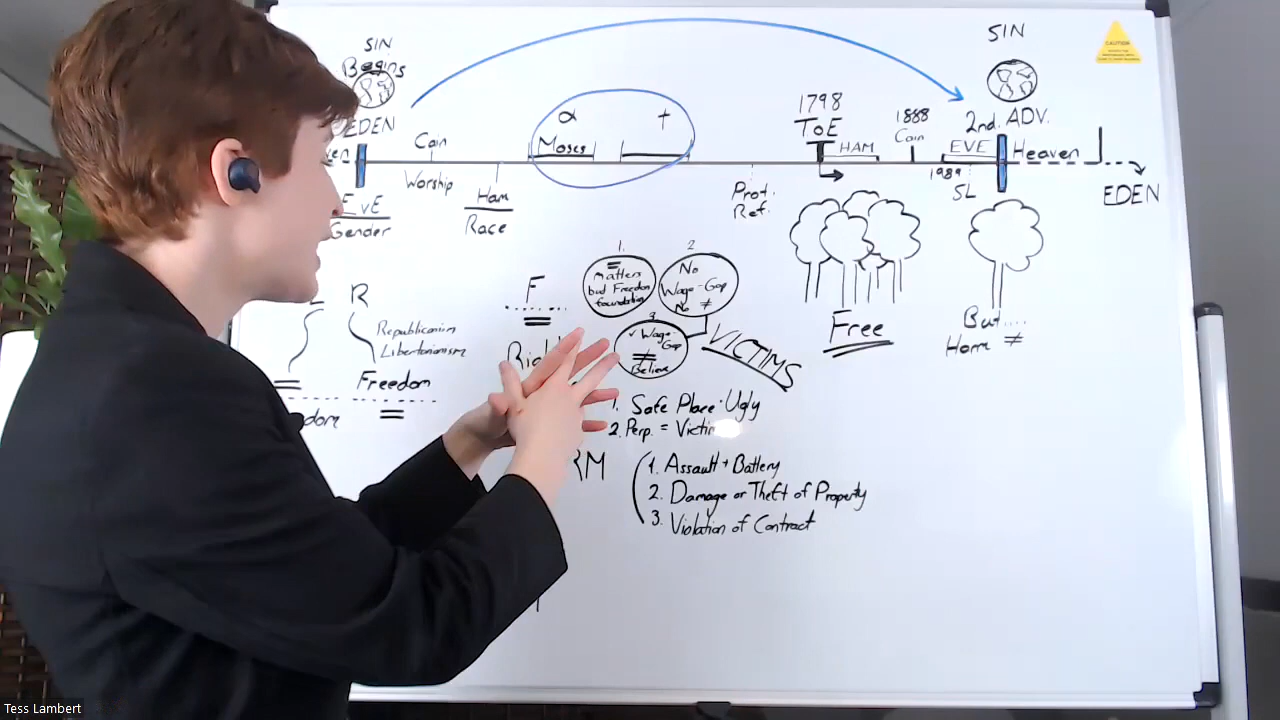 SIN
Begins
EDEN
Cain
Worship
Ham
Race
EvE
Gender
α
Moses
+
Prot.
Ref.
1798
ToE
HAM
1888
Cain
1989
EVE
SL
SIN
2nd. ADV.
Heaven
EDEN
CAUTION
R
Republicanism
Libertarianism
=
Freedom
=
F
=
1.
=
matters
but Freedom
foundation
2
No
Wage-Gap
No ≠
3
✓ Wage
Gap
≠
Believe
VICTIMS
Free
But....
Hom ≠
1. Safe Place · Ugly
2. Perp. = Victim
1. Assault + Battery
2. Damage or Theft of Property
3. Violation of Contract
Tess Lambert